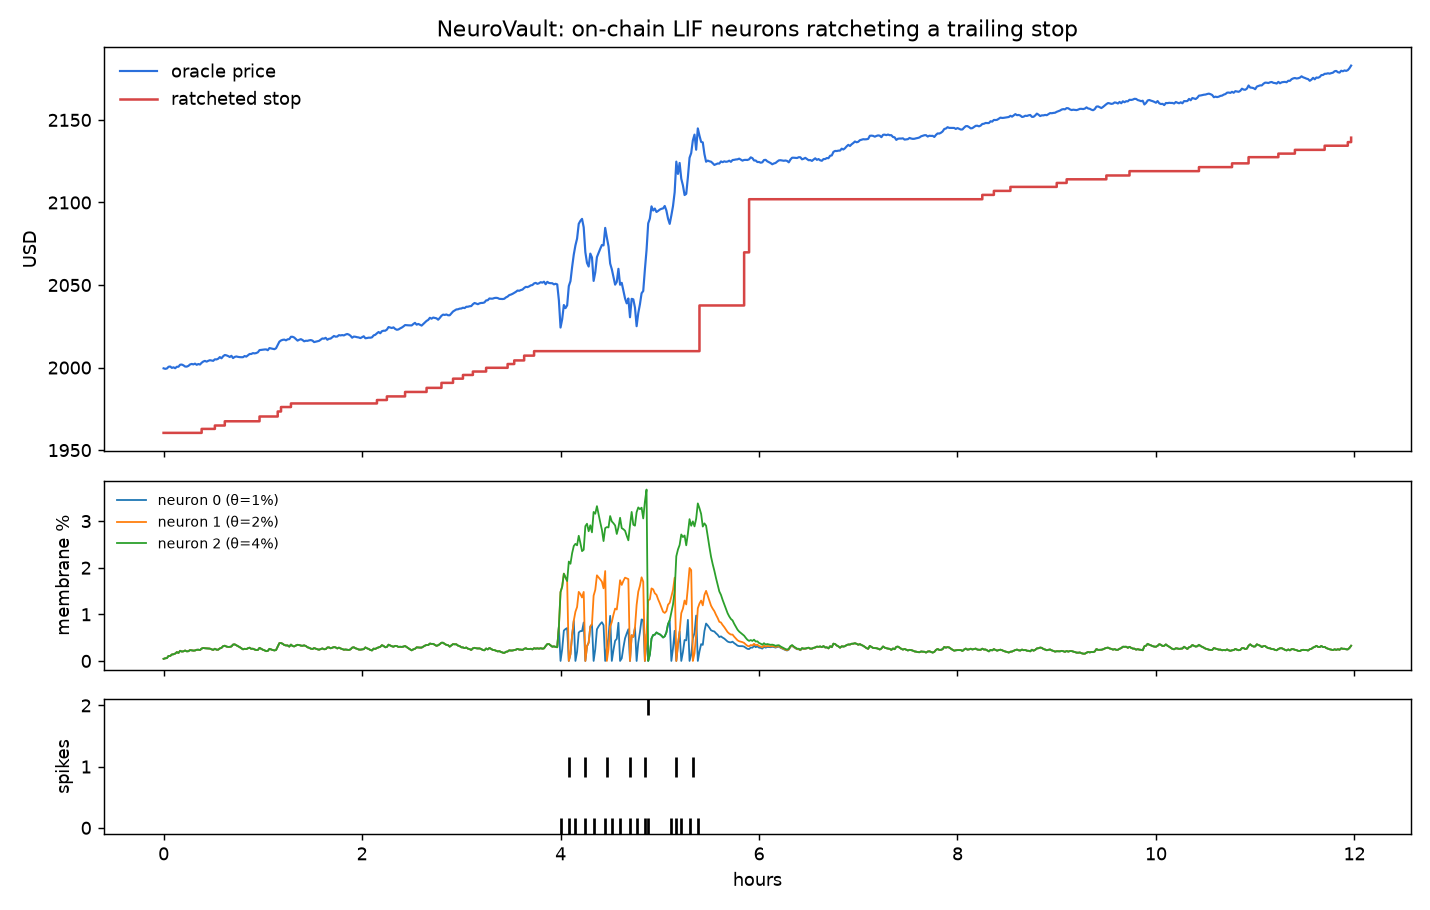 NeuroVault: on-chain LIF neurons ratcheting a trailing stop
oracle price
ratcheted stop
2150
2100
2050
2000
1950
USD
neuron 0 (θ=1%)
neuron 1 (θ=2%)
neuron 2 (θ=4%)
3
2
1
0
membrane %
2
1
0
spikes
0 2 4 6 8 10 12
hours